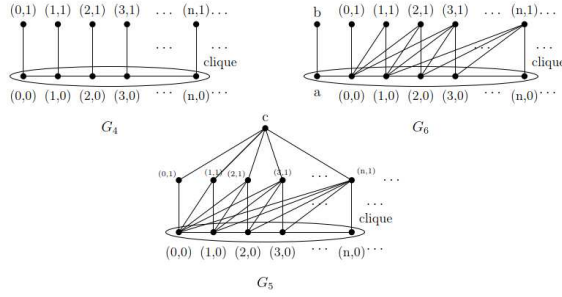 (0,1) (1,1) (2,1) (3,1) ... (n,1)...
...
clique
(0,0) (1,0) (2,0) (3,0) ... (n,0)...
G4
b (0,1) (1,1) (2,1) (3,1) ... (n,1)...
... ...
clique
a (0,0) (1,0) (2,0) (3,0) ... (n,0)...
G6
c
(0,1) (1,1) (2,1) (3,1) ... (n,1) ...
... ...
clique
(0,0) (1,0) (2,0) (3,0) ... (n,0)...
G5